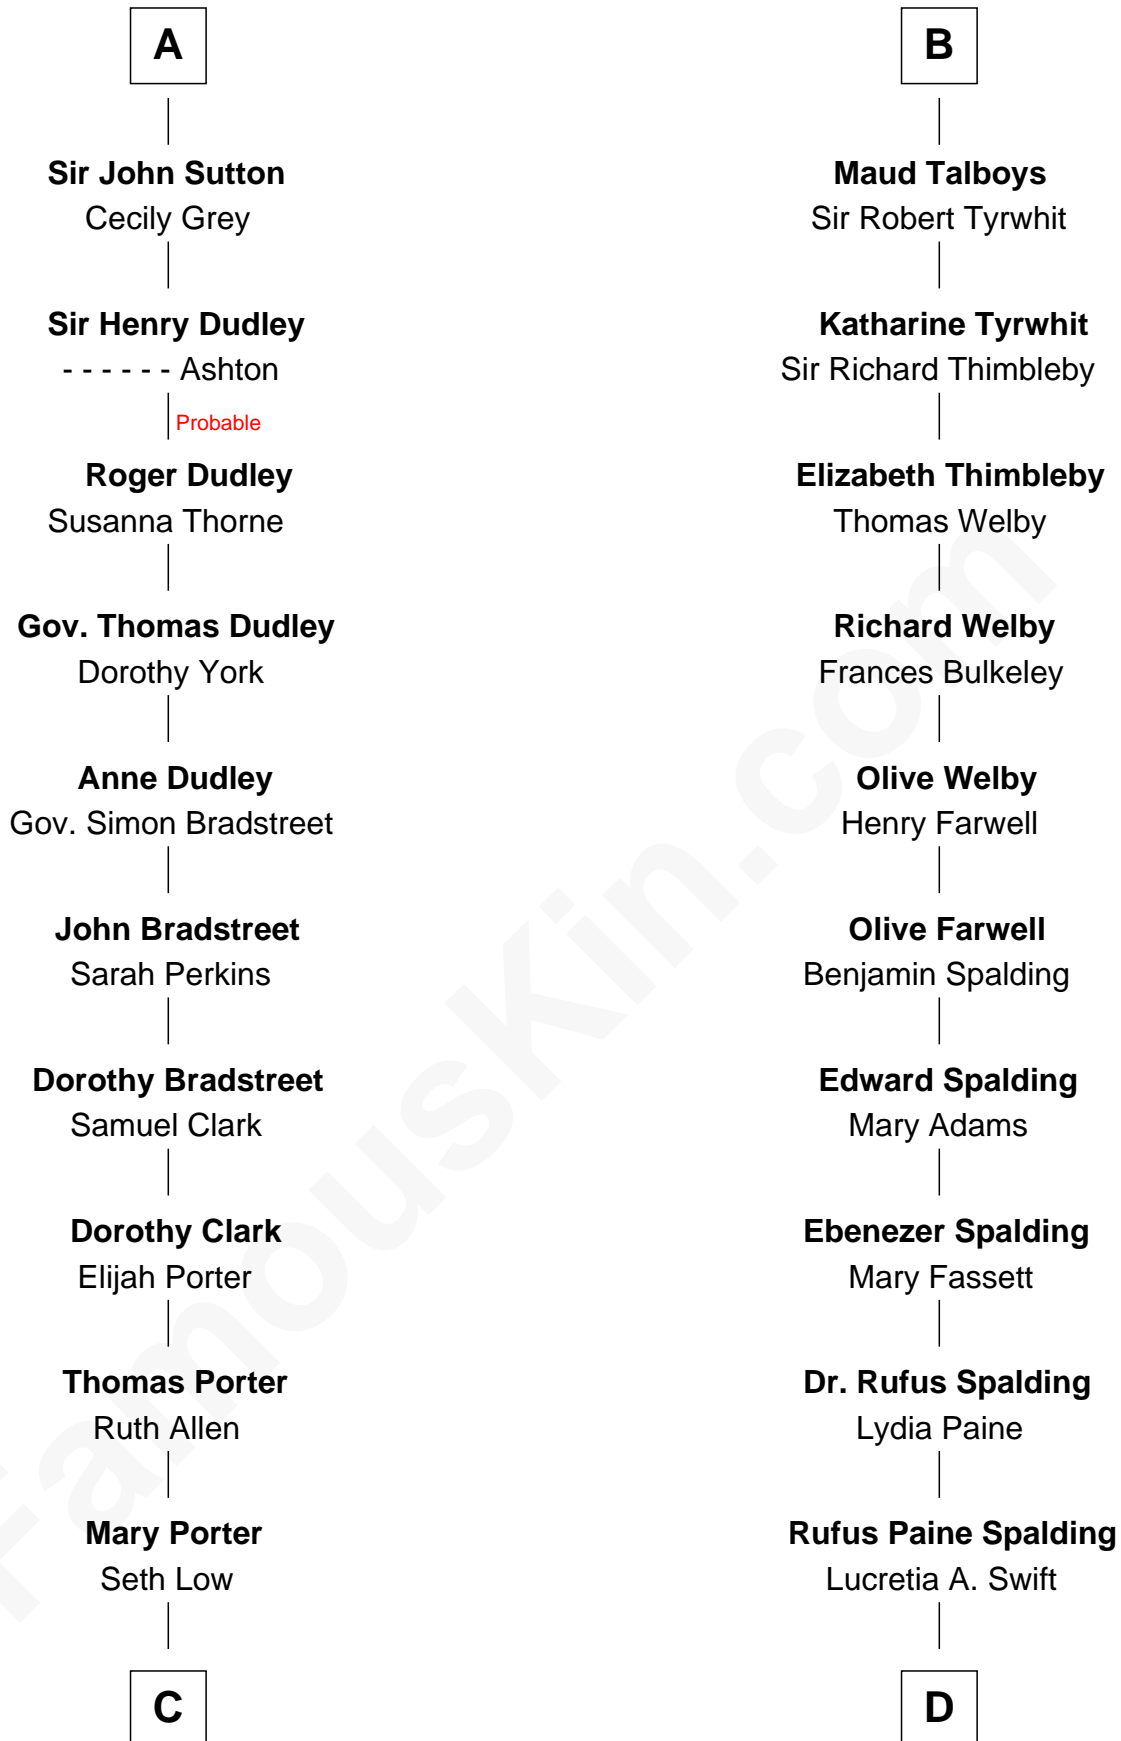 A
Sir John Sutton
Cecily Grey
Sir Henry Dudley
- - - - - - Ashton
Probable
Roger Dudley
Susanna Thorne
Gov. Thomas Dudley
Dorothy York
Anne Dudley
Gov. Simon Bradstreet
John Bradstreet
Sarah Perkins
Dorothy Bradstreet
Samuel Clark
Dorothy Clark
Elijah Porter
Thomas Porter
Ruth Allen
Mary Porter
Seth Low
C
B
Maud Talboys
Sir Robert Tyrwhit
Katharine Tyrwhit
Sir Richard Thimbleby
Elizabeth Thimbleby
Thomas Welby
Richard Welby
Frances Bulkeley
Olive Welby
Henry Farwell
Olive Farwell
Benjamin Spalding
Edward Spalding
Mary Adams
Ebenezer Spalding
Mary Fassett
Dr. Rufus Spalding
Lydia Paine
Rufus Paine Spalding
Lucretia A. Swift
D
FamousKin.com